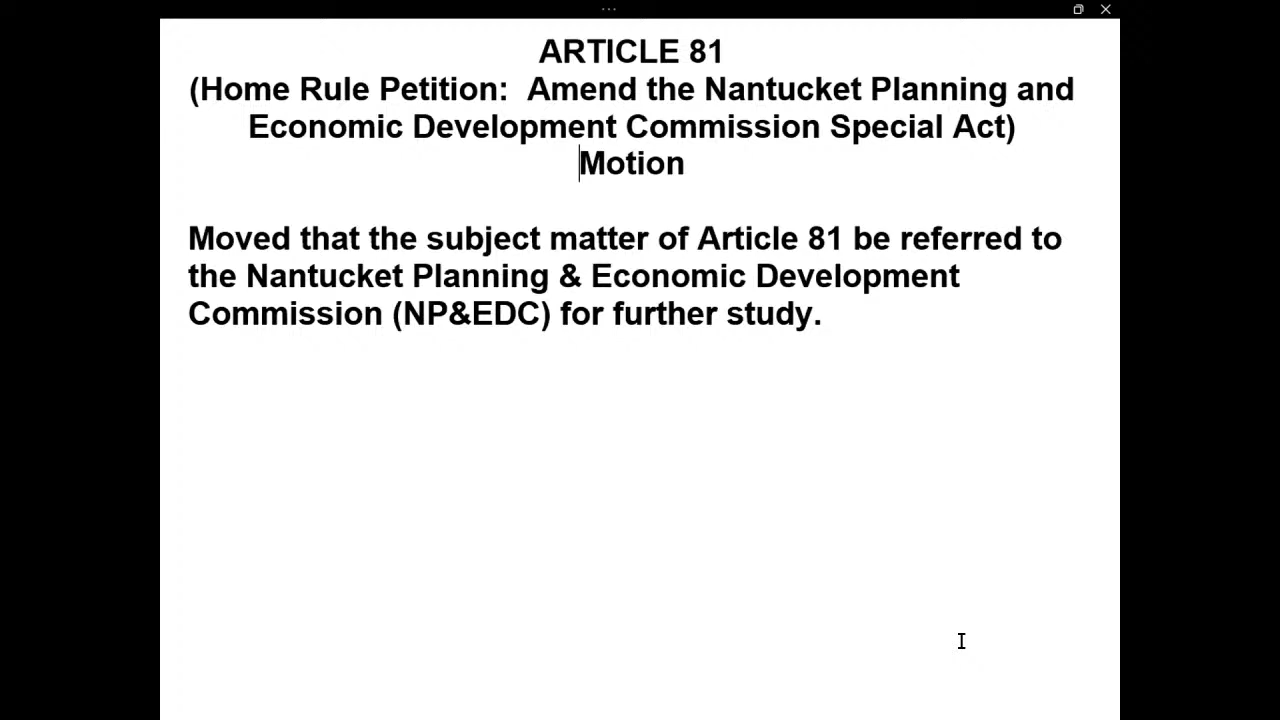 ARTICLE 81
(Home Rule Petition:  Amend the Nantucket Planning and
Economic Development Commission Special Act)
Motion
Moved that the subject matter of Article 81 be referred to
the Nantucket Planning & Economic Development
Commission (NP&EDC) for further study.